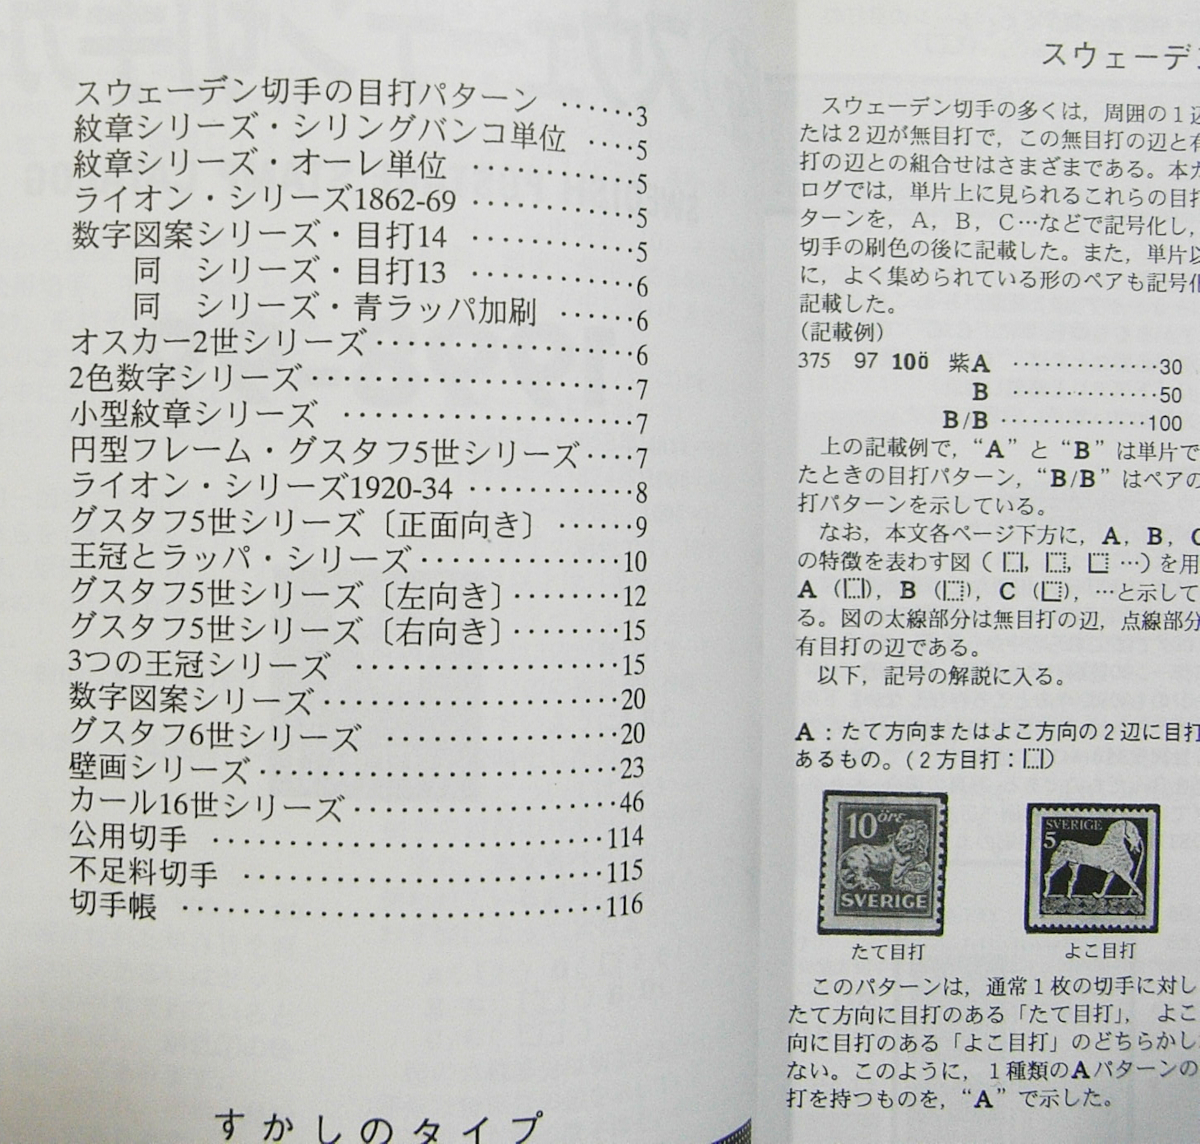 スウェーデン切手の目打パターン ……3
紋章シリーズ・シリングバンコ単位 ……5
紋章シリーズ・オーレ単位 ………5
ライオン・シリーズ1862-69 ………5
数字図案シリーズ・目打14 ………5
同 シリーズ・目打13 ………6
同 シリーズ・青ラッパ加刷 ……6
オスカー2世シリーズ………………6
2色数字シリーズ……………………7
小型紋章シリーズ …………………7
円型フレーム・グスタフ5世シリーズ……7
ライオン・シリーズ1920-34 ………8
グスタフ5世シリーズ〔正面向き〕 ……9
王冠とラッパ・シリーズ……………10
グスタフ5世シリーズ〔左向き〕………12
グスタフ5世シリーズ〔右向き〕………15
3つの王冠シリーズ …………………15
数字図案シリーズ……………………20
グスタフ6世シリーズ ………………20
壁画シリーズ…………………………23
カール16世シリーズ…………………46
公用切手 ……………………………114
不足料切手 …………………………115
切手帳 ………………………………116
すかしのタイプ
スウェーデ
スウェーデン切手の多くは，周囲の1辺
たは2辺が無目打で，この無目打の辺と有
打の辺との組合せはさまざまである。本カ
ログでは，単片上に見られるこれらの目打
ターンを，A，B，C…などで記号化し，
切手の刷色の後に記載した。また，単片以
に，よく集められている形のペアも記号化
記載した。
(記載例)
375 97 10ö 紫A ……………30
B ……………50
B/B ……………100
上の記載例で，“A”と“B”は単片で
たときの目打パターン，“B/B”はペアの
打パターンを示している。
なお，本文各ページ下方に，A，B，C
の特徴を表わす図( , , …)を用
A ( ), B ( ), C ( ), …と示して
る。図の太線部分は無目打の辺，点線部分
有目打の辺である。
以下，記号の解説に入る。
A：たて方向またはよこ方向の2辺に目打
あるもの。(2方目打： )
10 ÖRE
SVERIGE
SVERIGE
5
たて目打
よこ目打
このパターンは，通常1枚の切手に対し
たて方向に目打のある「たて目打」，よこ
向に目打のある「よこ目打」のどちらかし
ない。このように，1種類のAパターンの
打を持つものを，“A”で示した。